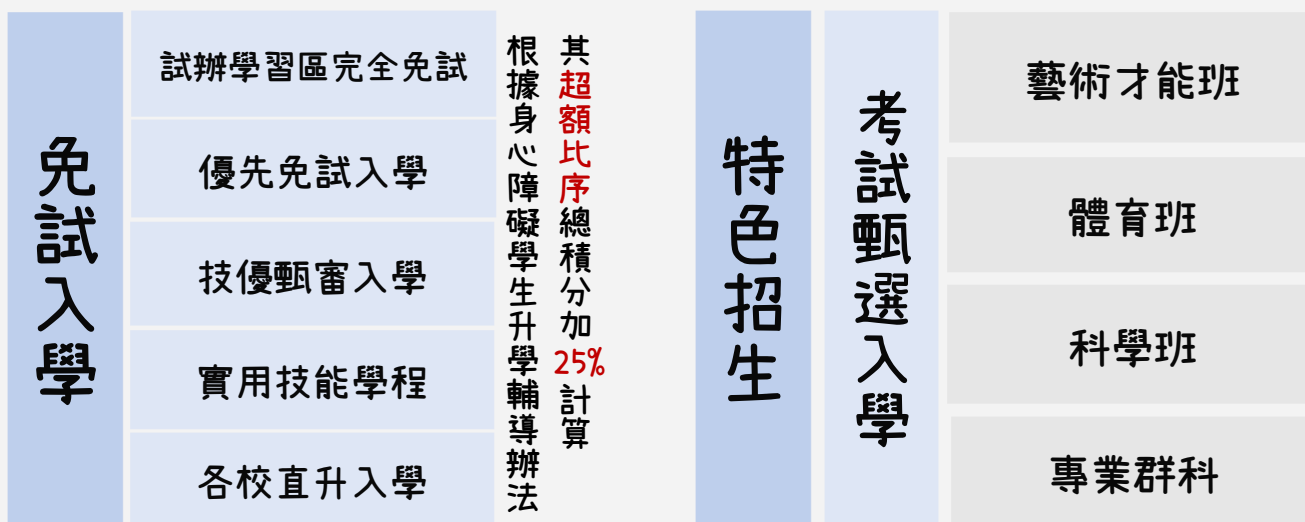 免試入學
試辦學習區完全免試
優先免試入學
技優甄審入學
實用技能學程
各校直升入學
根據身心障礙學生升學輔導辦法
其超額比序總積分加25%計算
特色招生
考試甄選入學
藝術才能班
體育班
科學班
專業群科